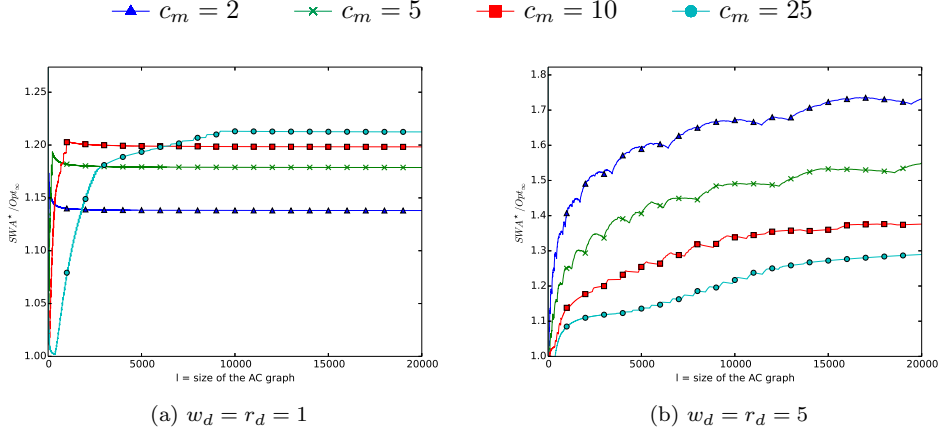 c_m = 2 c_m = 5 c_m = 10 c_m = 25
SWA*/Opt_∞
1.25
1.20
1.15
1.10
1.05
1.00
0 5000 10000 15000 20000
l = size of the AC graph
(a) w_d = r_d = 1
SWA*/Opt_∞
1.8
1.7
1.6
1.5
1.4
1.3
1.2
1.1
1.0
0 5000 10000 15000 20000
l = size of the AC graph
(b) w_d = r_d = 5